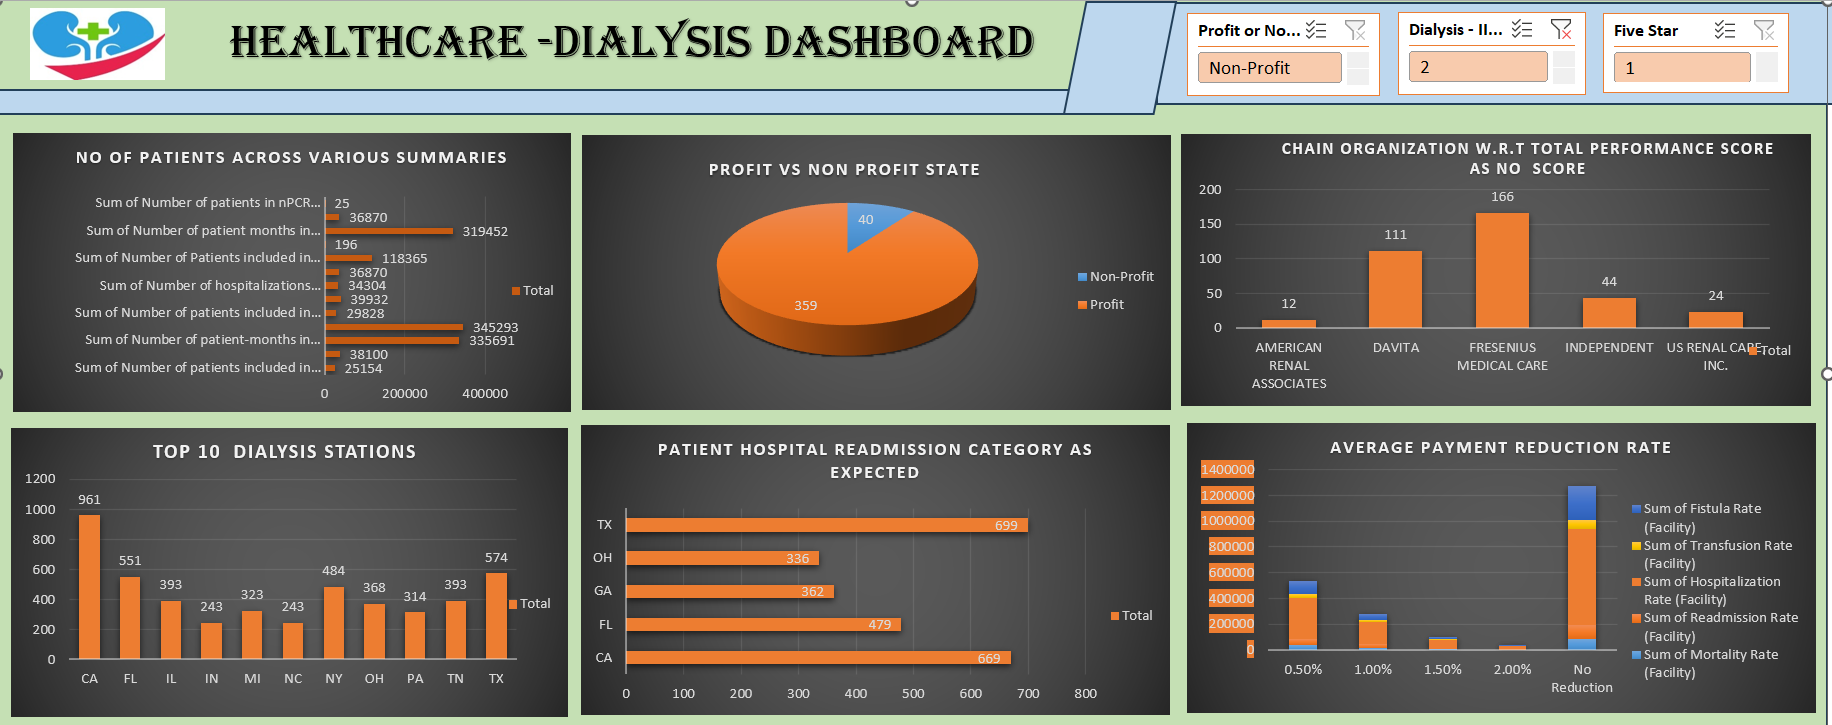 HEALTHCARE -DIALYSIS DASHBOARD
Profit or No...
Non-Profit
Dialysis - II...
2
Five Star
1
NO OF PATIENTS ACROSS VARIOUS SUMMARIES
Sum of Number of patients in nPCR... 25
36870
Sum of Number of patient months in... 319452
196
Sum of Number of Patients included in... 118365
36870
Sum of Number of hospitalizations... 34304
39932
Sum of Number of patients included in... 29828
345293
Sum of Number of patient-months in... 335691
38100
Sum of Number of patients included in... 25154
0 200000 400000
Total
PROFIT VS NON PROFIT STATE
40
359
Non-Profit
Profit
CHAIN ORGANIZATION W.R.T TOTAL PERFORMANCE SCORE
AS NO SCORE
200
150
100
50
0
12
111
166
44
24
AMERICAN
RENAL
ASSOCIATES
DAVITA
FRESENIUS
MEDICAL CARE
INDEPENDENT
US RENAL CARE
INC.
Total
TOP 10 DIALYSIS STATIONS
1200
1000
800
600
400
200
0
961
551
393
243
323
243
484
368
314
393
574
CA FL IL IN MI NC NY OH PA TN TX
Total
PATIENT HOSPITAL READMISSION CATEGORY AS
EXPECTED
TX 699
OH 336
GA 362
FL 479
CA 669
0 100 200 300 400 500 600 700 800
Total
AVERAGE PAYMENT REDUCTION RATE
1400000
1200000
1000000
800000
600000
400000
200000
0
0.50% 1.00% 1.50% 2.00% No
Reduction
Sum of Fistula Rate
(Facility)
Sum of Transfusion Rate
(Facility)
Sum of Hospitalization
Rate (Facility)
Sum of Readmission Rate
(Facility)
Sum of Mortality Rate
(Facility)